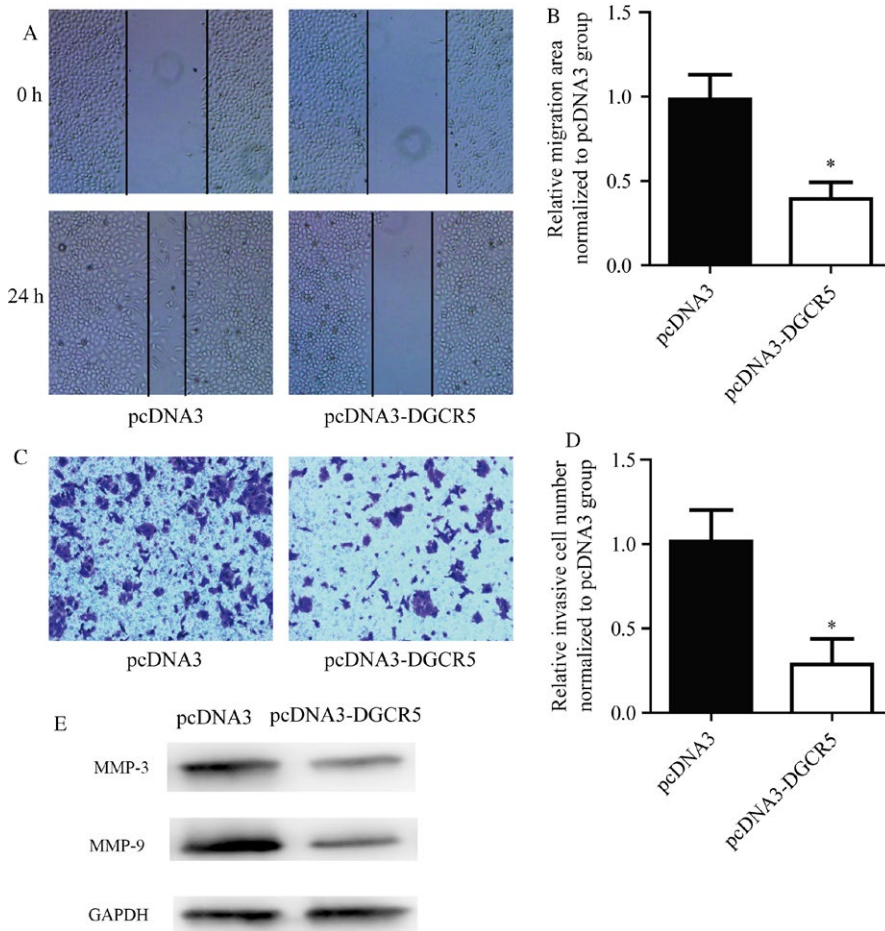 A
0 h
24 h
pcDNA3
pcDNA3-DGCR5
B
Relative migration area
normalized to pcDNA3 group
1.5
1.0
0.5
0.0
*
pcDNA3
pcDNA3-DGCR5
C
pcDNA3
pcDNA3-DGCR5
D
Relative invasive cell number
normalized to pcDNA3 group
1.5
1.0
0.5
0.0
*
pcDNA3
pcDNA3-DGCR5
E
pcDNA3
pcDNA3-DGCR5
MMP-3
MMP-9
GAPDH